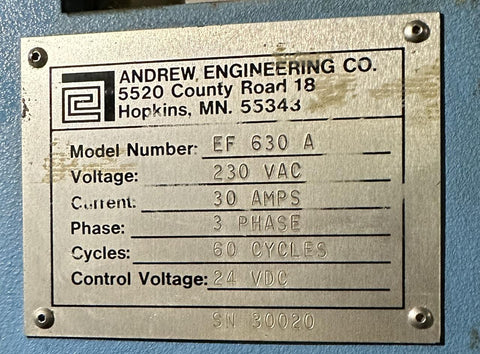 ANDREW ENGINEERING CO.
5520 County Road 18
Hopkins, MN. 55343
Model Number: EF 630 A
Voltage: 230 VAC
Current: 30 AMPS
Phase: 3 PHASE
Cycles: 60 CYCLES
Control Voltage: 24 VDC
SN 30020